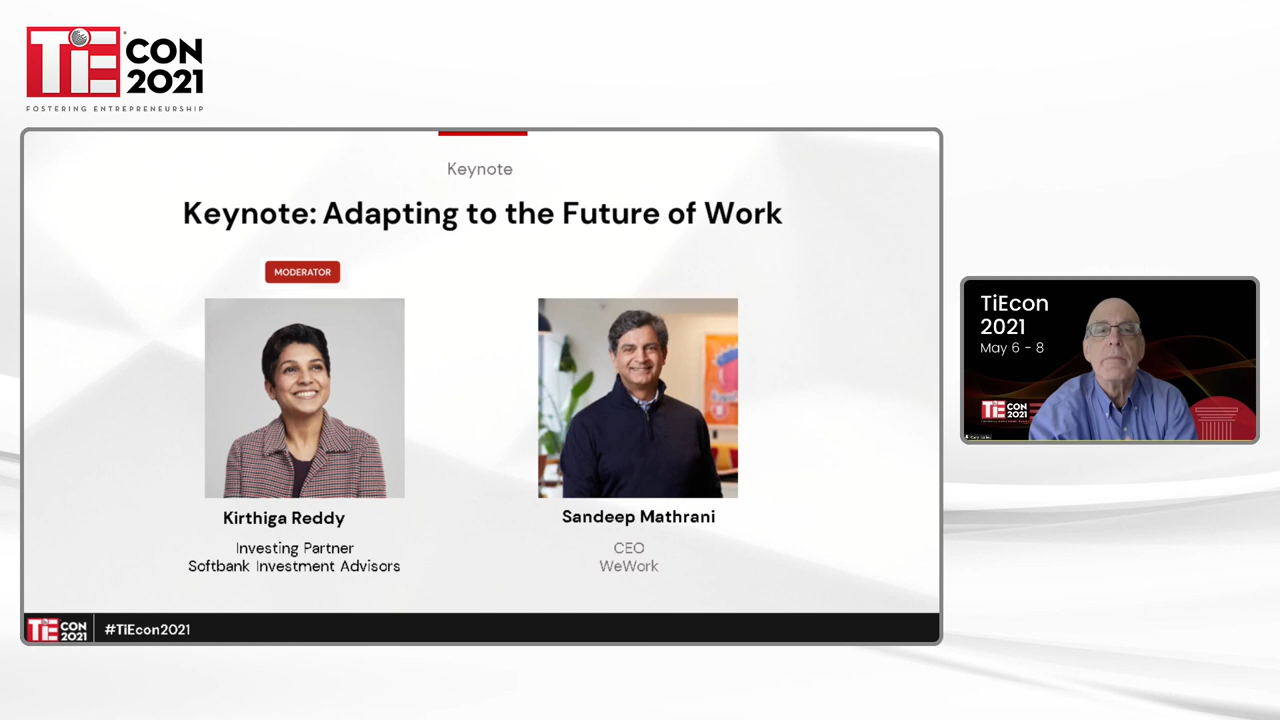 TiE CON
2021
FOSTERING ENTREPRENEURSHIP
Keynote
Keynote: Adapting to the Future of Work
MODERATOR
Kirthiga Reddy
Investing Partner
Softbank Investment Advisors
Sandeep Mathrani
CEO
WeWork
TiE CON
2021
#TiEcon2021
TiEcon
2021
May 6 - 8
TiE CON
2021